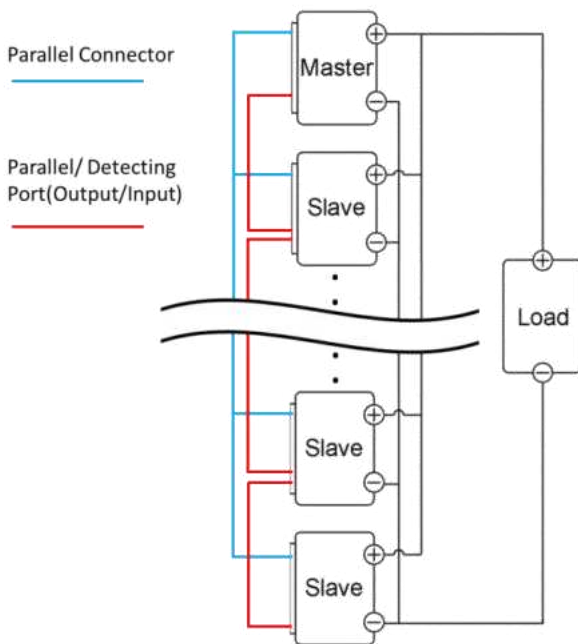 Parallel Connector
Parallel/ Detecting
Port(Output/Input)
Master
Slave
Load
Slave
Slave